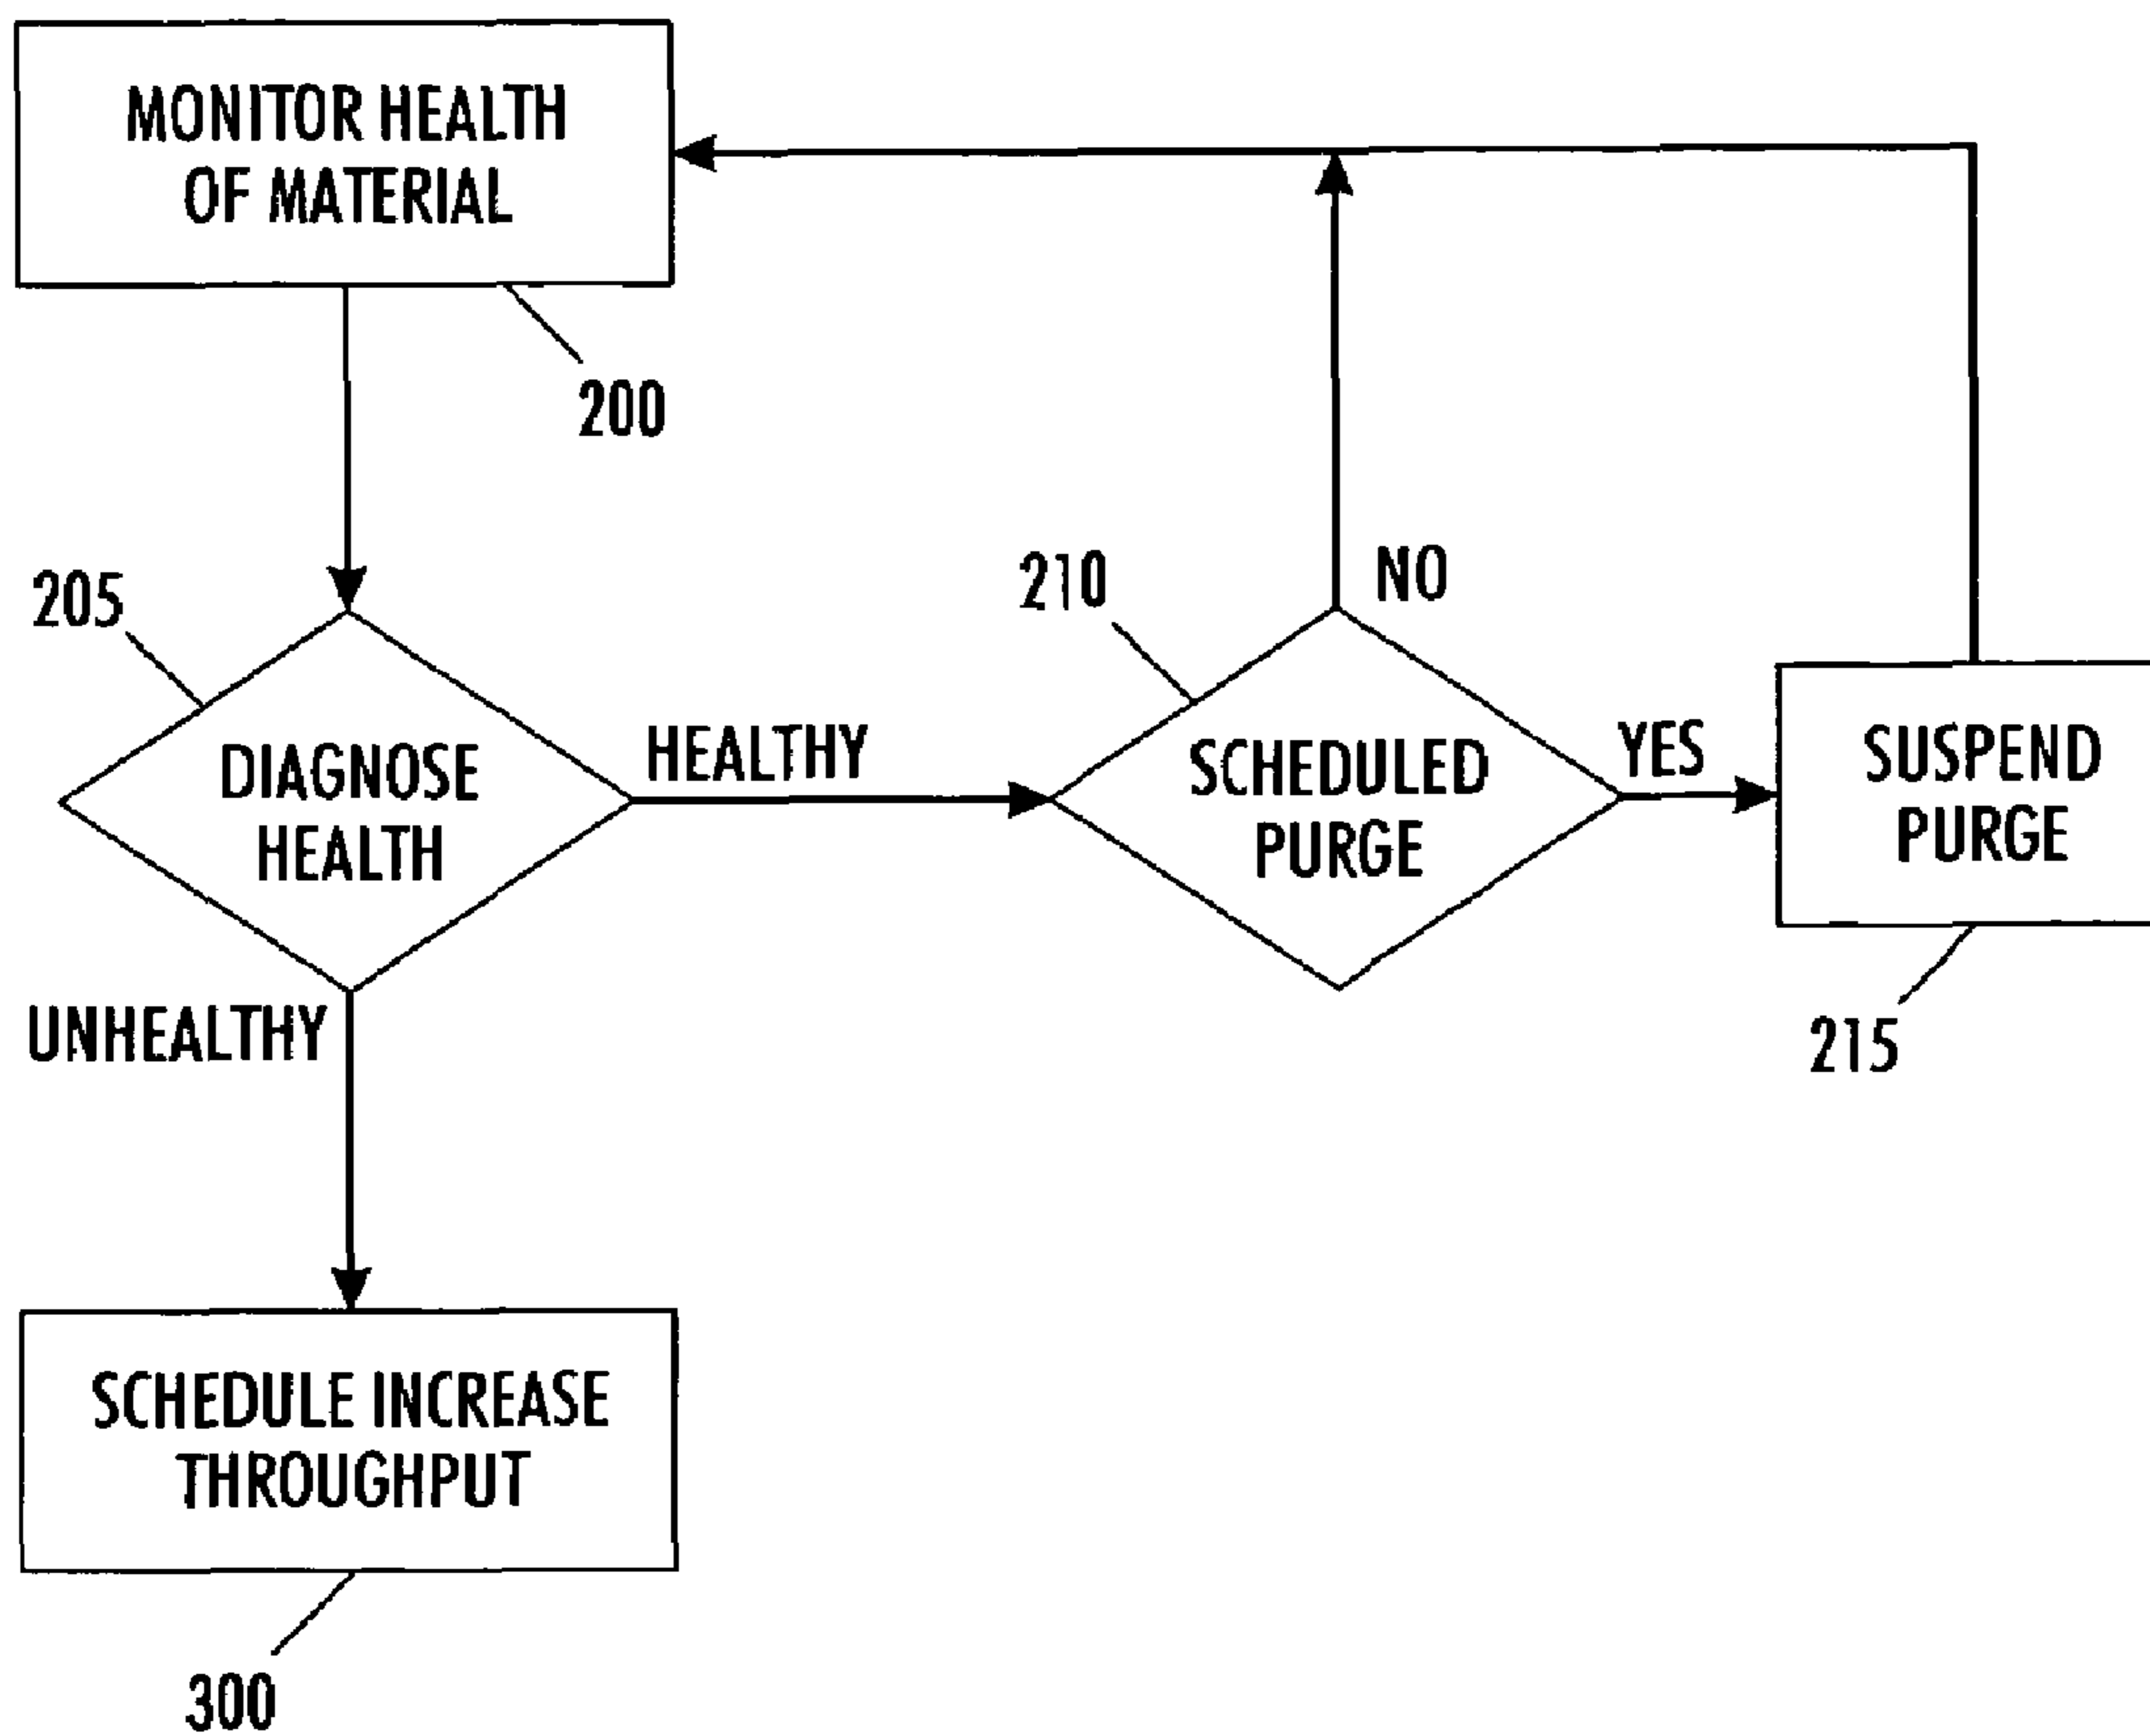 MONITOR HEALTH
OF MATERIAL
200
205
DIAGNOSE
HEALTH
HEALTHY
210
NO
SCHEDULED
PURGE
YES
SUSPEND
PURGE
215
UNHEALTHY
SCHEDULE INCREASE
THROUGHPUT
300